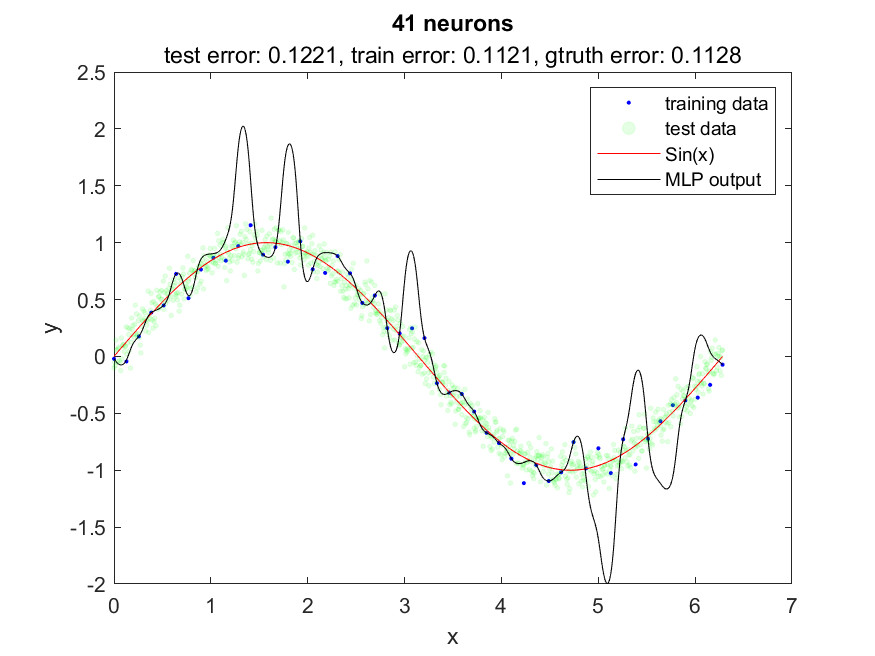 41 neurons
test error: 0.1221, train error: 0.1121, gtruth error: 0.1128
2.5
2
1.5
1
0.5
0
-0.5
-1
-1.5
-2
y
training data
test data
Sin(x)
MLP output
0 1 2 3 4 5 6 7
x